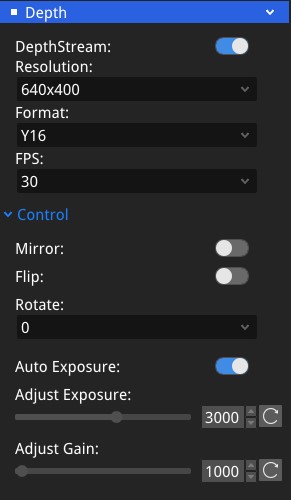 Depth
DepthStream:
Resolution:
640x400
Format:
Y16
FPS:
30
Control
Mirror:
Flip:
Rotate:
0
Auto Exposure:
Adjust Exposure:
3000
Adjust Gain:
1000